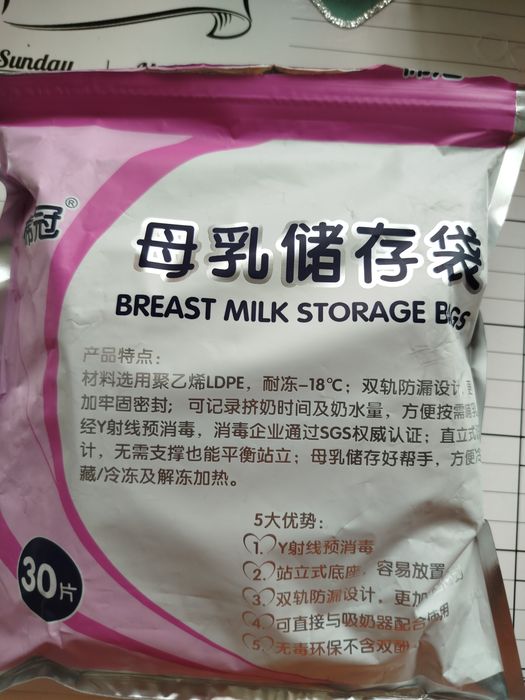 Sunday
冠®
母乳储存袋
BREAST MILK STORAGE BAGS
产品特点：
材料选用聚乙烯LDPE，耐冻-18℃；双轨防漏设计，更
加牢固密封；可记录挤奶时间及奶水量，方便按需哺乳
经Y射线预消毒，消毒企业通过SGS权威认证；直立式
计，无需支撑也能平衡站立；母乳储存好帮手，方便冷
藏/冷冻及解冻加热。
5大优势：
1. Y射线预消毒
2. 站立式底座，容易放置
3. 双轨防漏设计，更加
4. 可直接与吸奶器配合使用
5. 无毒环保不含双酚
30片